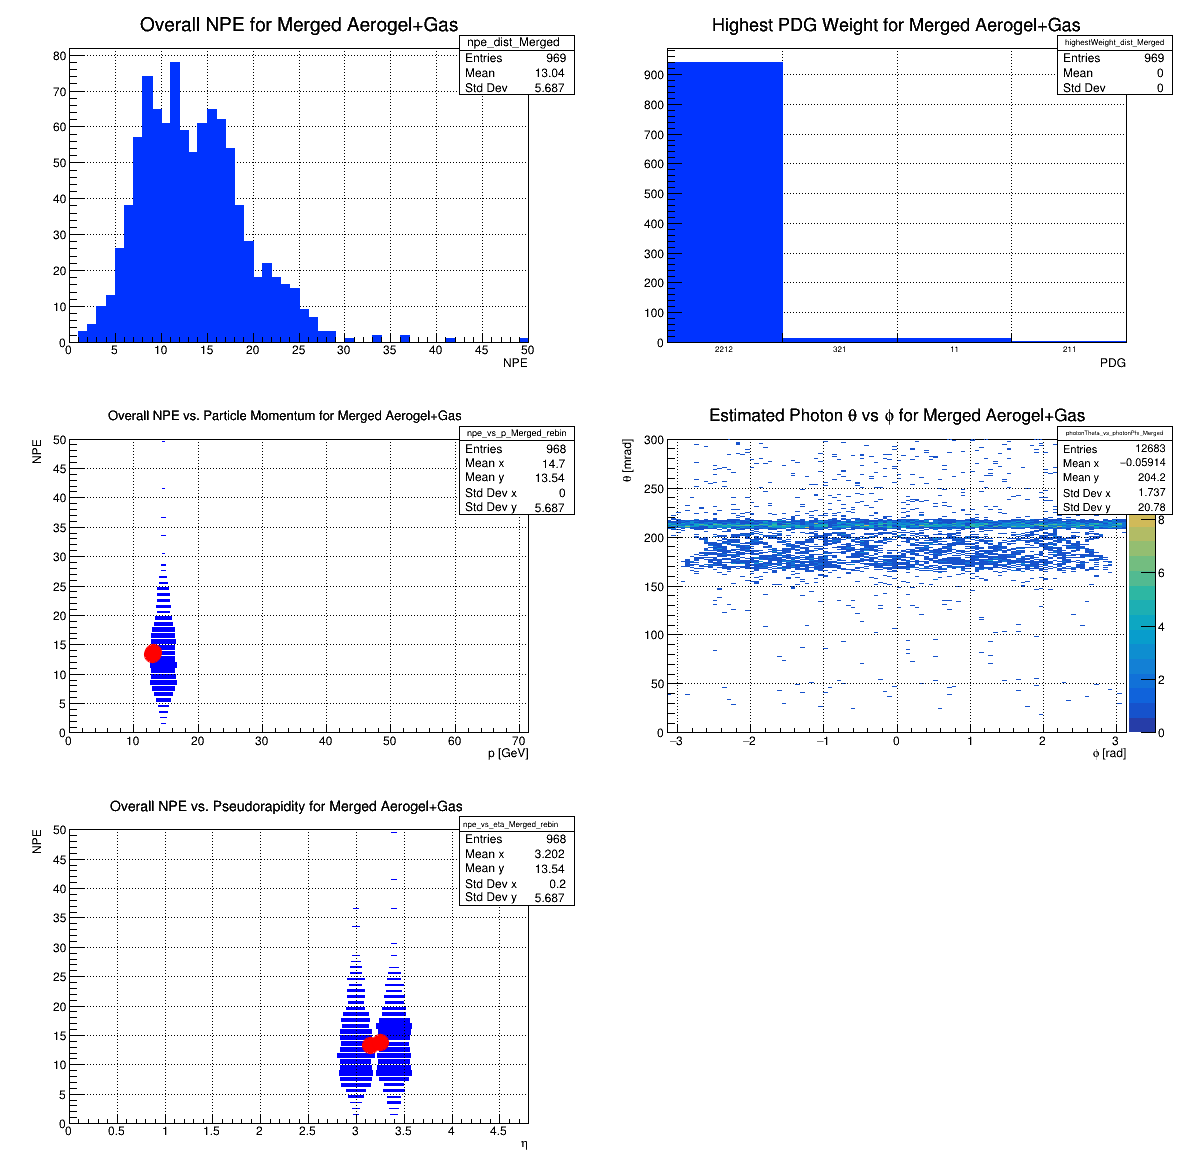 Overall NPE for Merged Aerogel+Gas
npe_dist_Merged
Entries 969
Mean 13.04
Std Dev 5.687
80
70
60
50
40
30
20
10
0
0 5 10 15 20 25 30 35 40 45 50
NPE
Highest PDG Weight for Merged Aerogel+Gas
highestWeight_dist_Merged
Entries 969
Mean 0
Std Dev 0
900
800
700
600
500
400
300
200
100
0
2212 321 11 211
PDG
Overall NPE vs. Particle Momentum for Merged Aerogel+Gas
npe_vs_p_Merged_rebin
Entries 968
Mean x 14.7
Mean y 13.54
Std Dev x 0
Std Dev y 5.687
NPE
50
45
40
35
30
25
20
15
10
5
0
0 10 20 30 40 50 60 70
p [GeV]
Estimated Photon θ vs ϕ for Merged Aerogel+Gas
photonTheta_vs_photonPhi_Merged
Entries 12683
Mean x −0.05914
Mean y 204.2
Std Dev x 1.737
Std Dev y 20.78
θ [mrad]
300
250
200
150
100
50
0
−3 −2 −1 0 1 2 3
ϕ [rad]
8
6
4
2
0
Overall NPE vs. Pseudorapidity for Merged Aerogel+Gas
npe_vs_eta_Merged_rebin
Entries 968
Mean x 3.202
Mean y 13.54
Std Dev x 0.2
Std Dev y 5.687
NPE
50
45
40
35
30
25
20
15
10
5
0
0 0.5 1 1.5 2 2.5 3 3.5 4 4.5
η